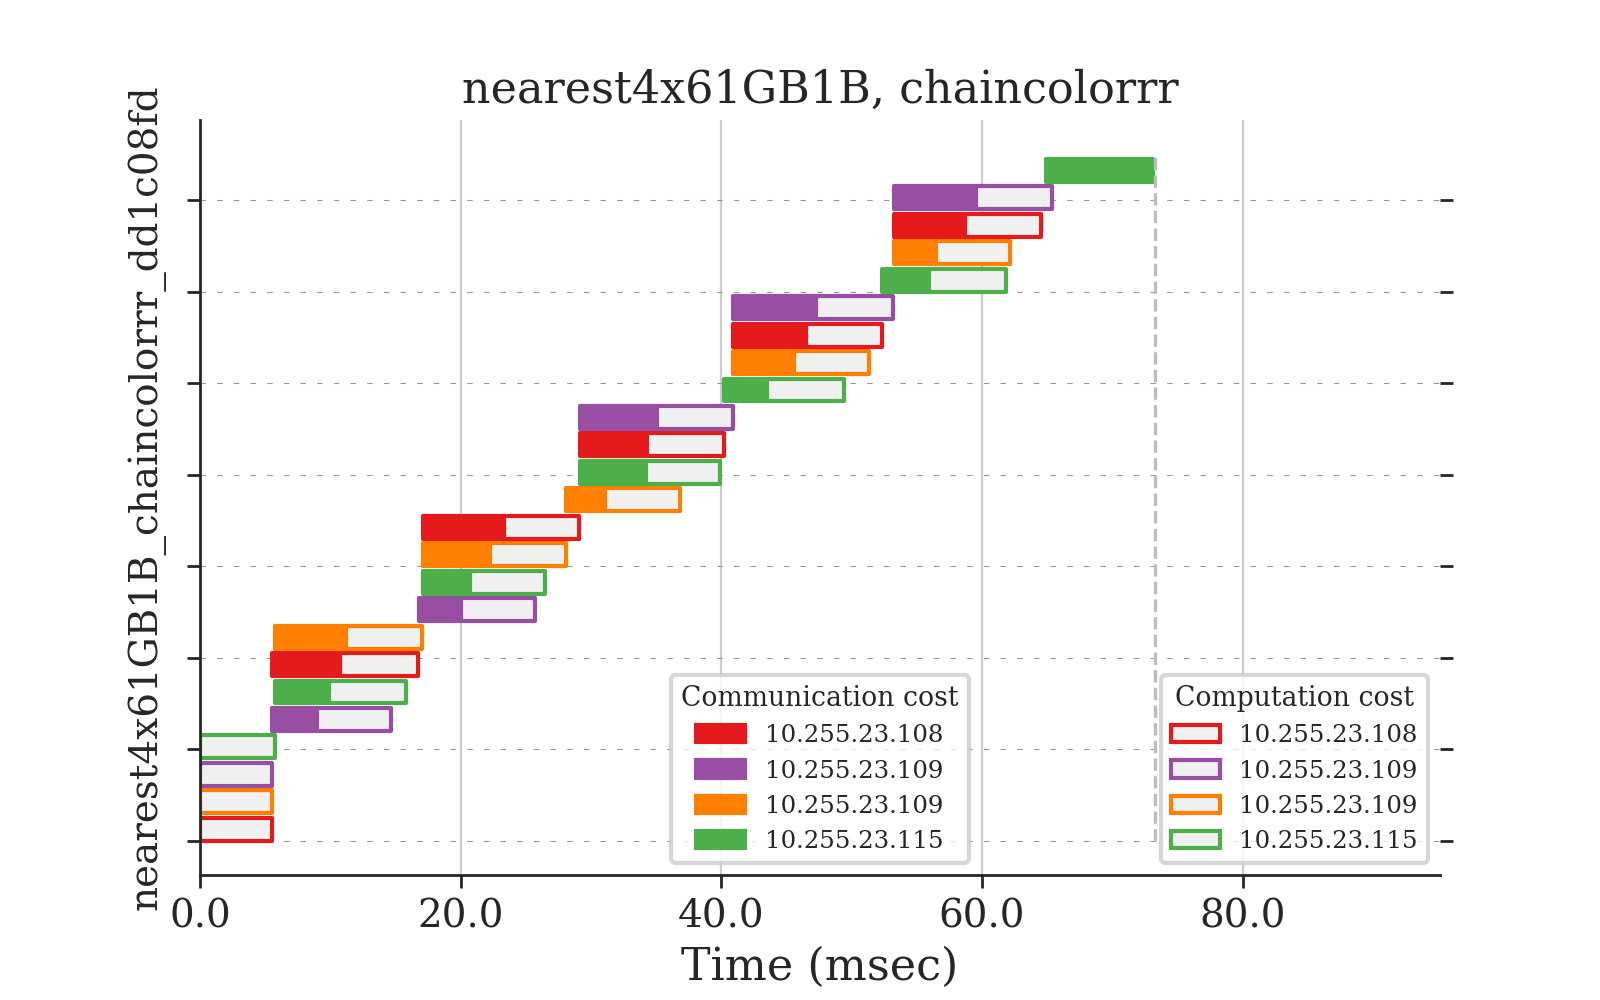 nearest4x61GB1B, chaincolorrr
nearest4x61GB1B_chaincolorrr_dd1c08fd
Communication cost
10.255.23.108
10.255.23.109
10.255.23.109
10.255.23.115
Computation cost
10.255.23.108
10.255.23.109
10.255.23.109
10.255.23.115
0.0 20.0 40.0 60.0 80.0
Time (msec)